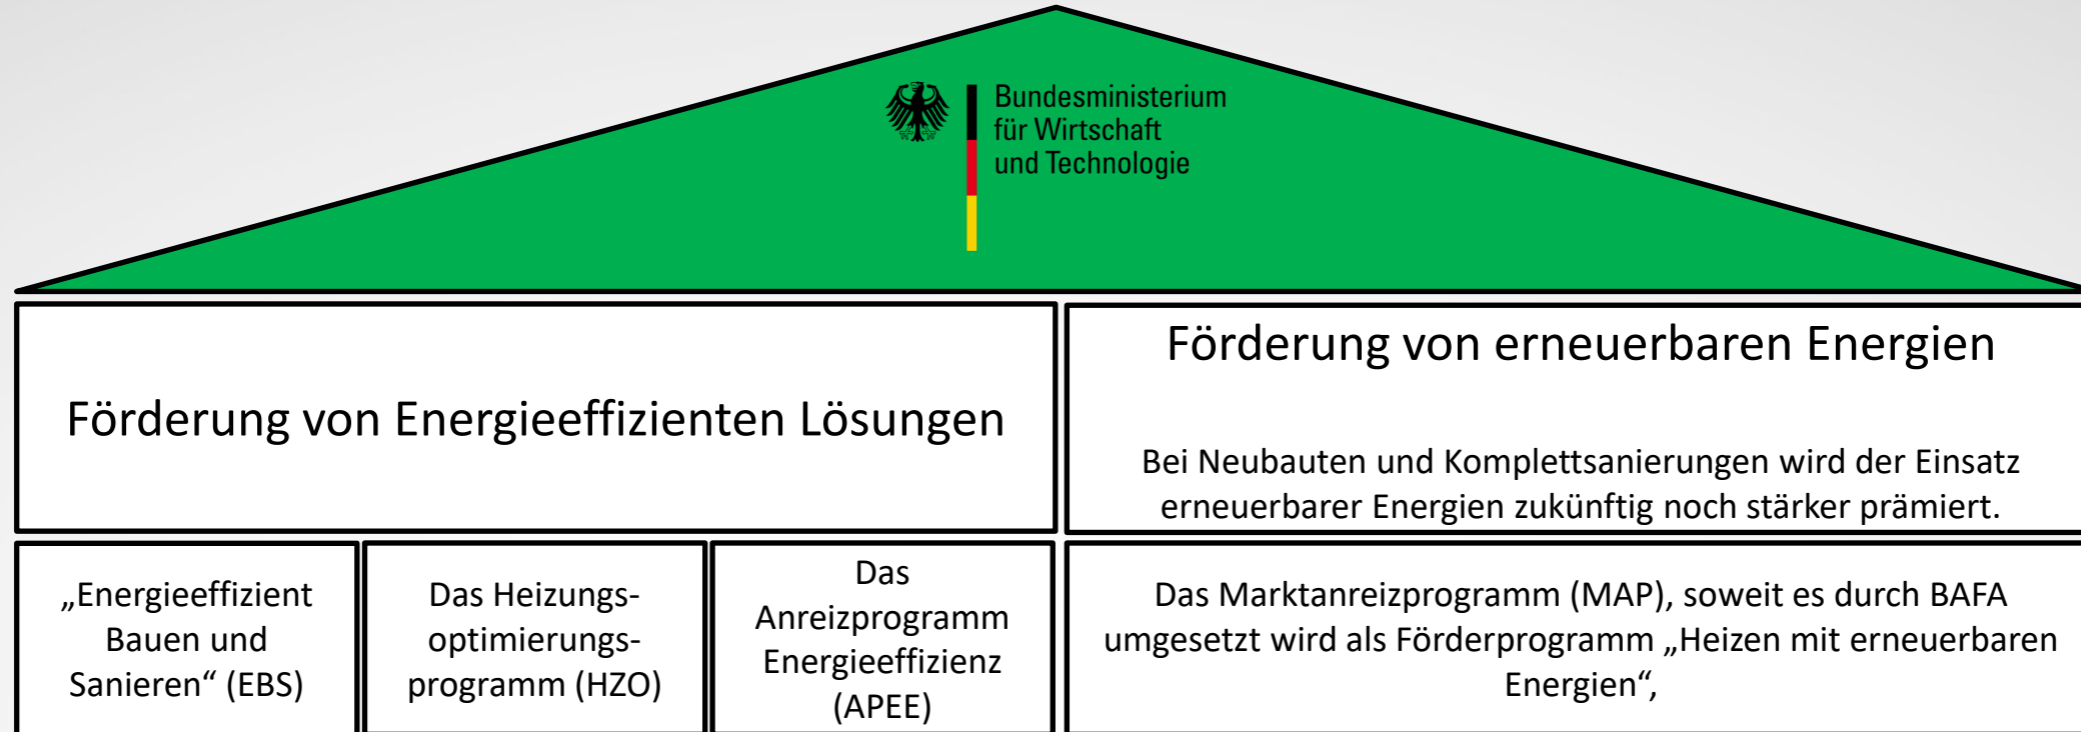 Bundesministerium
für Wirtschaft
und Technologie
Förderung von Energieeffizienten Lösungen
Förderung von erneuerbaren Energien
Bei Neubauten und Komplettsanierungen wird der Einsatz
erneuerbarer Energien zukünftig noch stärker prämiert.
„Energieeffizient
Bauen und
Sanieren“ (EBS)
Das Heizungs-
optimierungs-
programm (HZO)
Das
Anreizprogramm
Energieeffizienz
(APEE)
Das Marktanreizprogramm (MAP), soweit es durch BAFA
umgesetzt wird als Förderprogramm „Heizen mit erneuerbaren
Energien“,